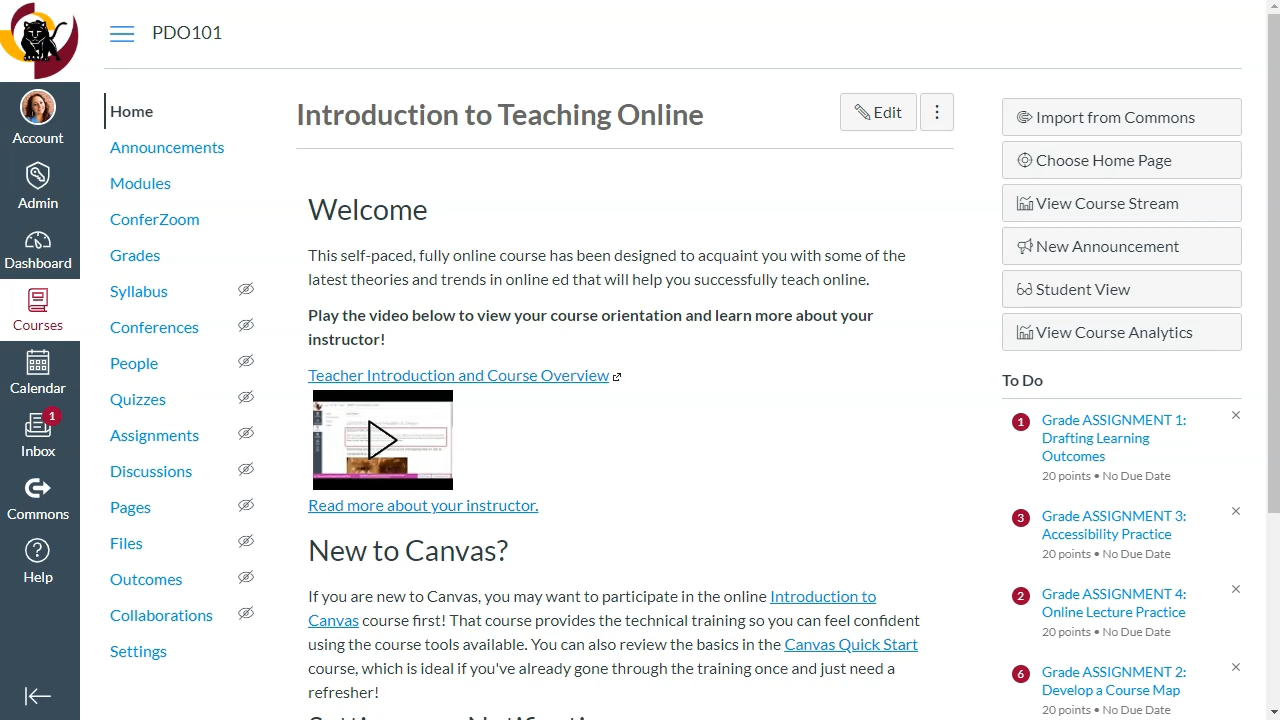 PDO101
Account
Admin
Dashboard
Courses
Calendar
1
Inbox
Commons
Help
Home
Announcements
Modules
ConferZoom
Grades
Syllabus
Conferences
People
Quizzes
Assignments
Discussions
Pages
Files
Outcomes
Collaborations
Settings
Introduction to Teaching Online
Edit
Welcome
This self-paced, fully online course has been designed to acquaint you with some of the
latest theories and trends in online ed that will help you successfully teach online.
Play the video below to view your course orientation and learn more about your
instructor!
Teacher Introduction and Course Overview
Read more about your instructor.
New to Canvas?
If you are new to Canvas, you may want to participate in the online Introduction to
Canvas course first! That course provides the technical training so you can feel confident
using the course tools available. You can also review the basics in the Canvas Quick Start
course, which is ideal if you've already gone through the training once and just need a
refresher!
Import from Commons
Choose Home Page
View Course Stream
New Announcement
Student View
View Course Analytics
To Do
1 Grade ASSIGNMENT 1:
Drafting Learning
Outcomes
20 points • No Due Date
3 Grade ASSIGNMENT 3:
Accessibility Practice
20 points • No Due Date
2 Grade ASSIGNMENT 4:
Online Lecture Practice
20 points • No Due Date
6 Grade ASSIGNMENT 2:
Develop a Course Map
20 points • No Due Date